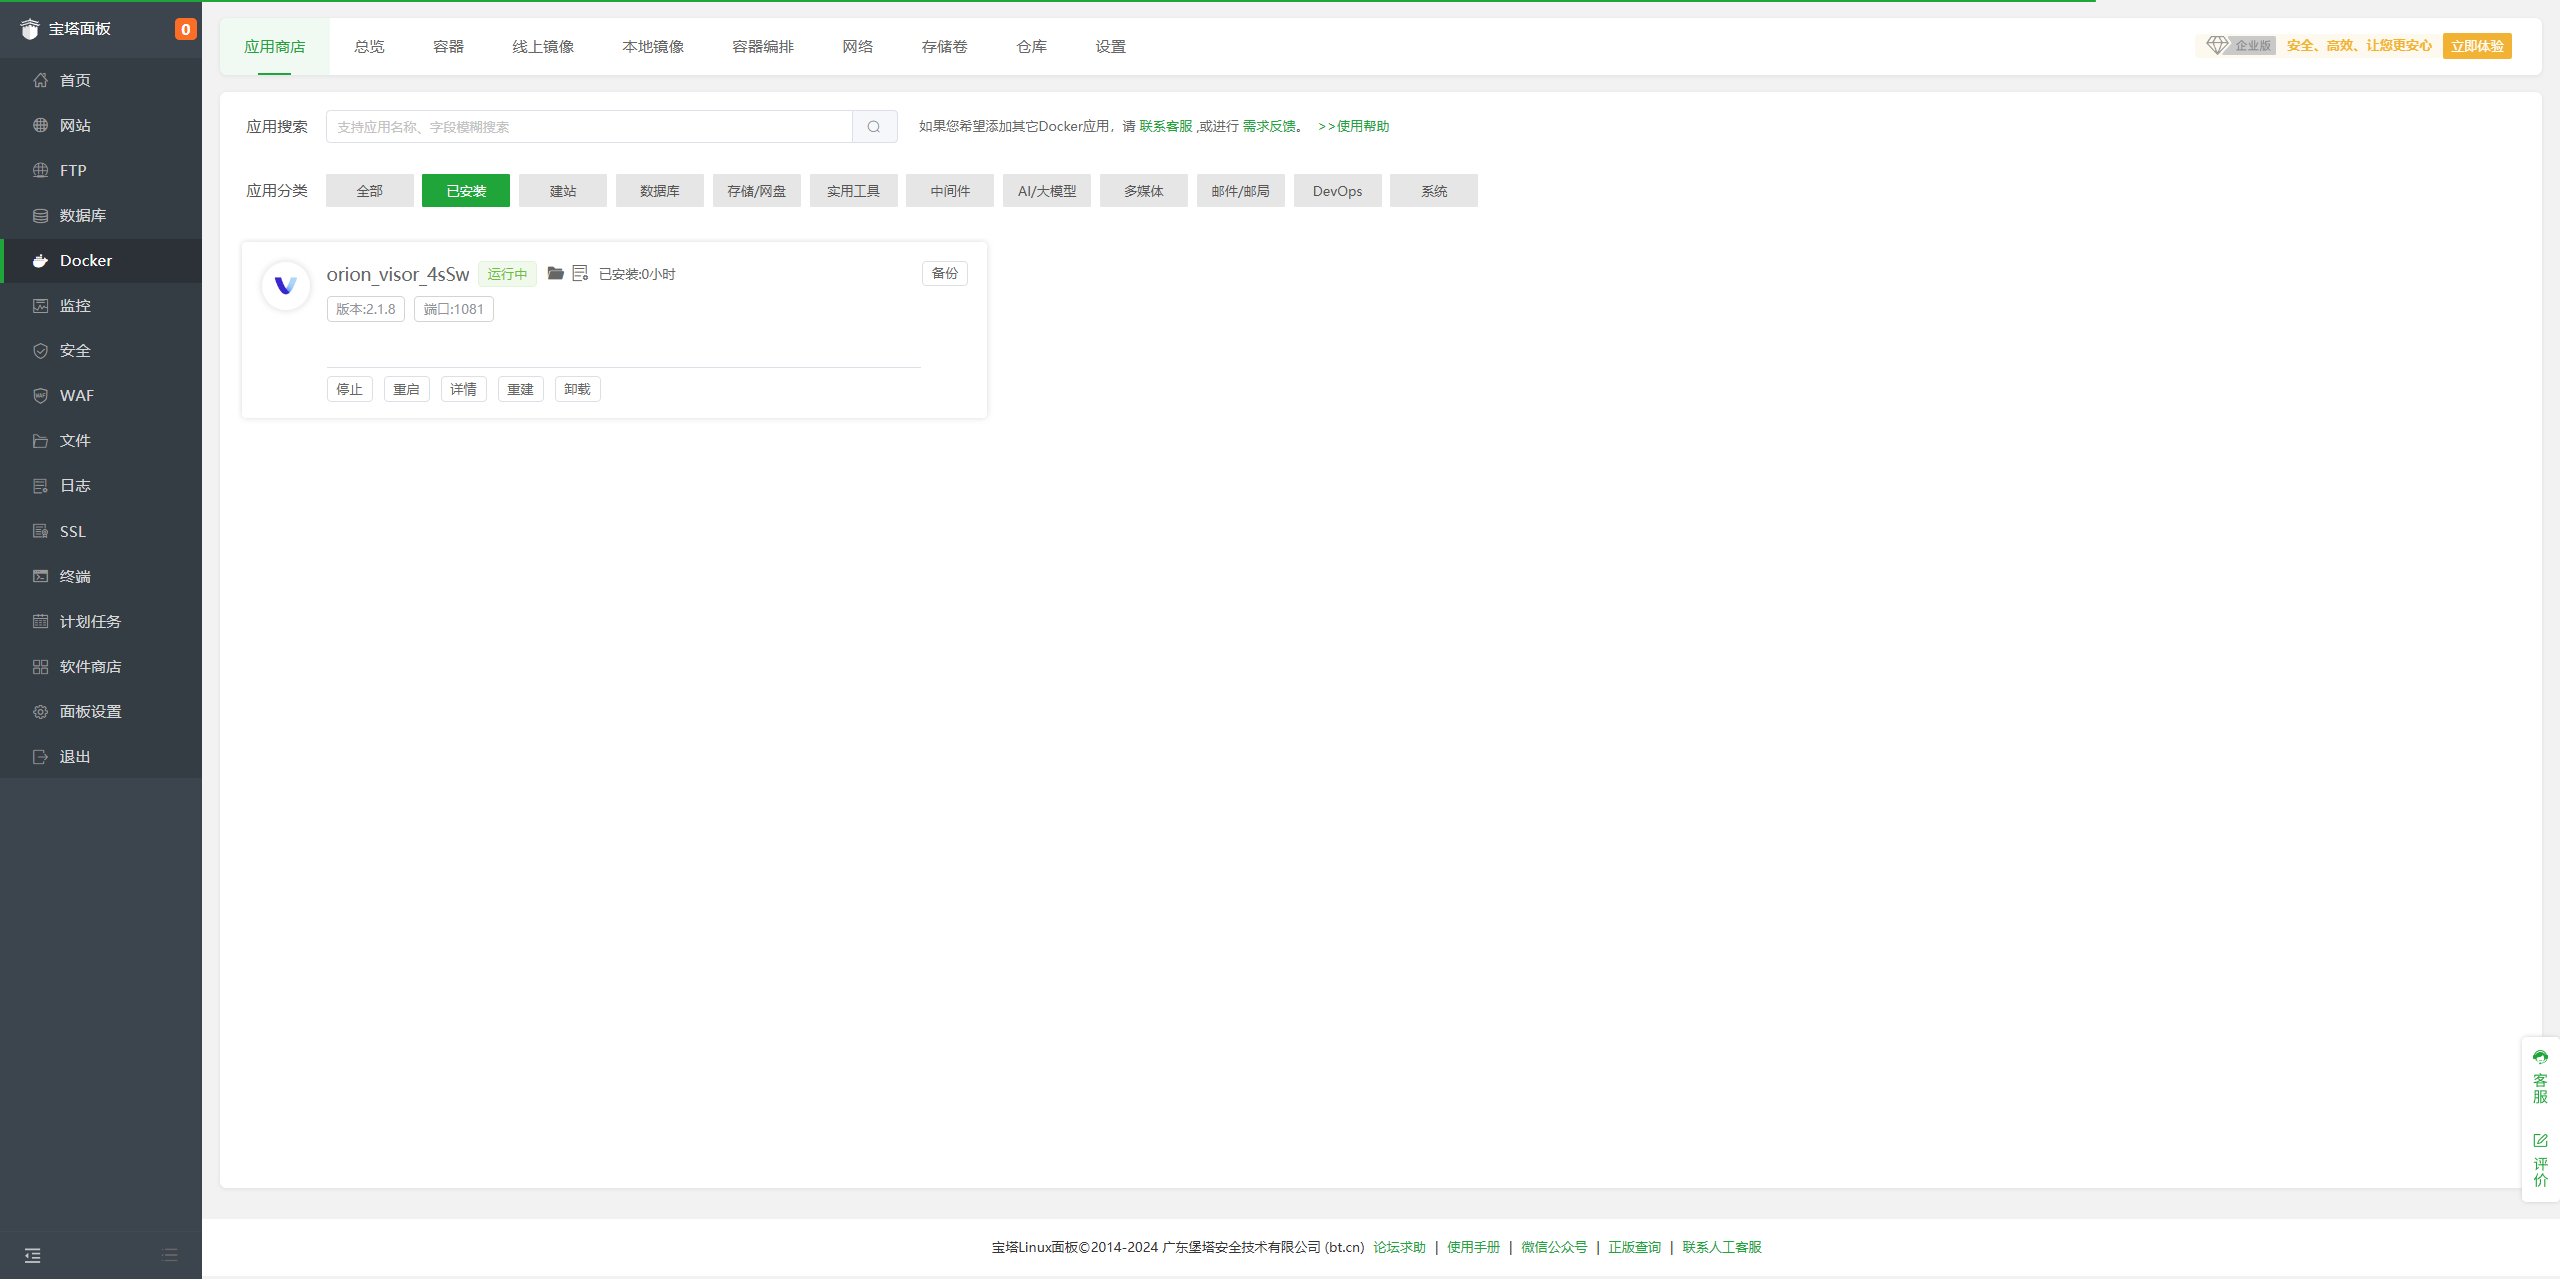 宝塔面板 0
首页
网站
FTP
数据库
Docker
监控
安全
WAF
文件
日志
SSL
终端
计划任务
软件商店
面板设置
退出
应用商店 总览 容器 线上镜像 本地镜像 容器编排 网络 存储卷 仓库 设置
企业版 安全、高效、让您更安心 立即体验
应用搜索 支持应用名称、字段模糊搜索 如果您希望添加其它Docker应用，请 联系客服 ,或进行 需求反馈。 >>使用帮助
应用分类 全部 已安装 建站 数据库 存储/网盘 实用工具 中间件 AI/大模型 多媒体 邮件/邮局 DevOps 系统
orion_visor_4sSw 运行中 已安装:0小时 备份
版本:2.1.8 端口:1081
停止 重启 详情 重建 卸载
客服
评价
宝塔Linux面板©2014-2024 广东堡塔安全技术有限公司 (bt.cn) 论坛求助 | 使用手册 | 微信公众号 | 正版查询 | 联系人工客服